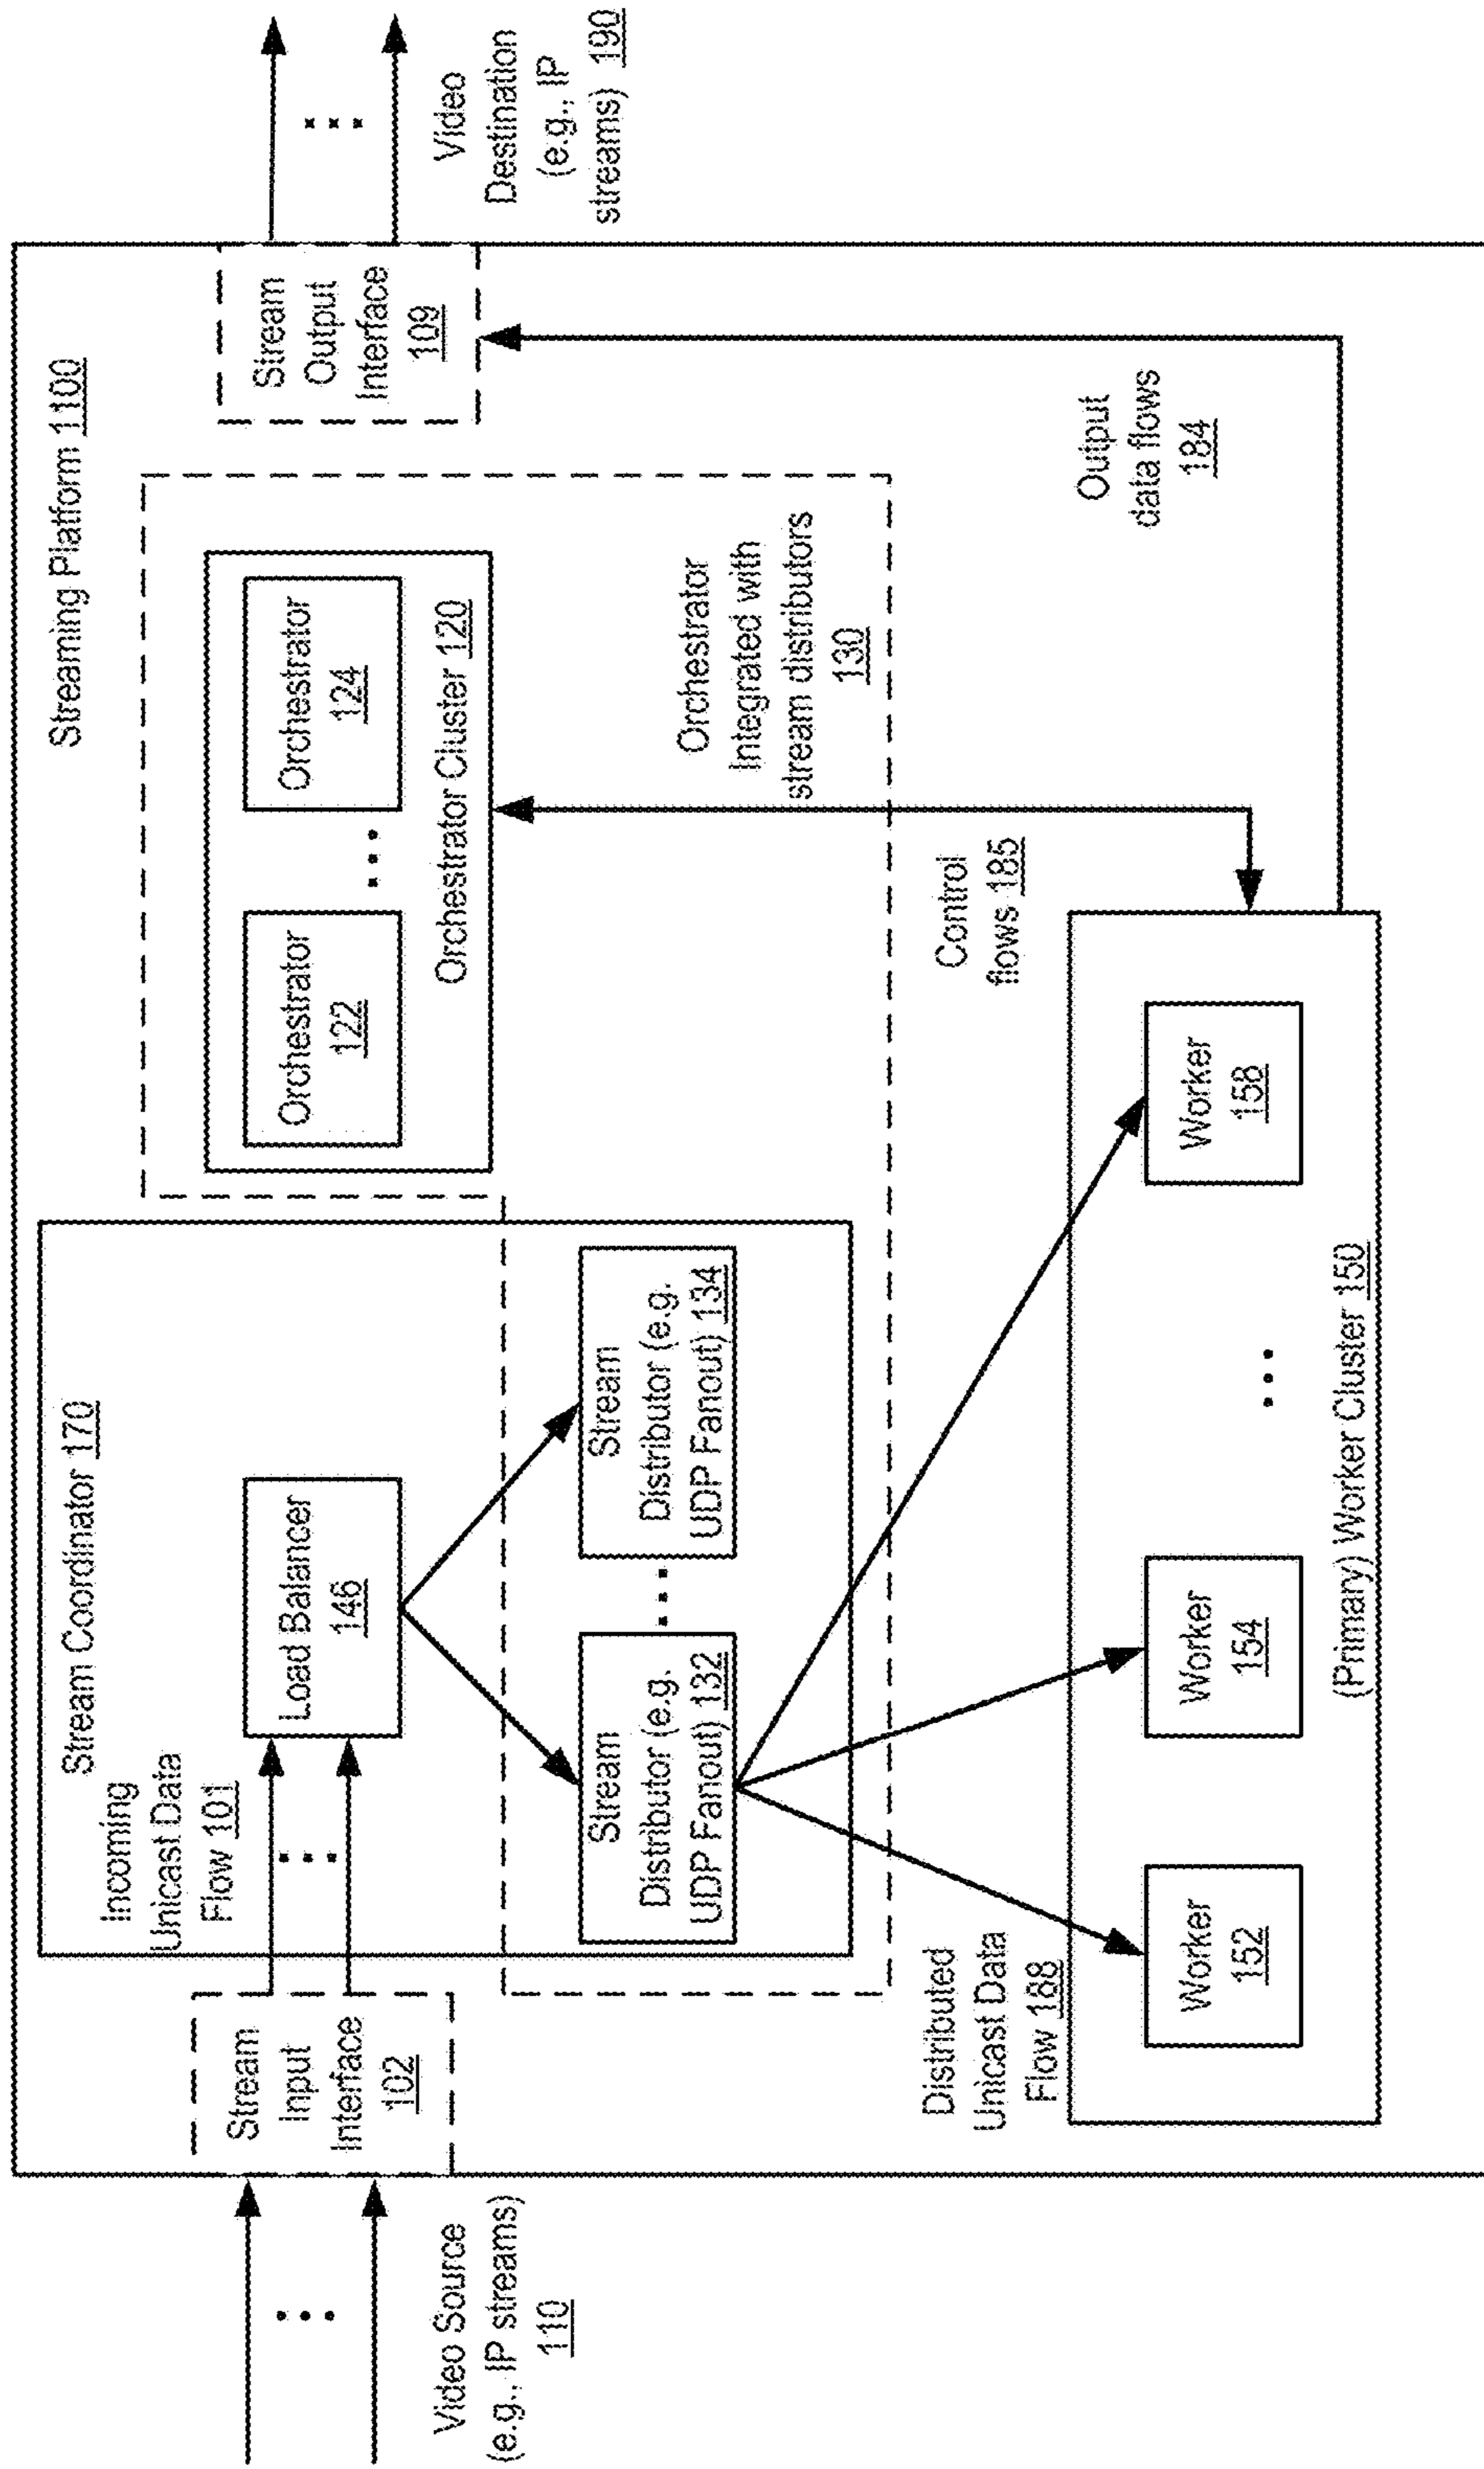 Streaming Platform 1100
Stream Coordinator 170
Incoming
Unicast Data
Flow 101
Load Balancer
146
Stream
Input
Interface
102
Video Source
(e.g., IP streams)
110
Stream
Distributor (e.g.
UDP Fanout) 132
Stream
Distributor (e.g.
UDP Fanout) 134
Orchestrator
122
Orchestrator
124
Orchestrator Cluster 120
Orchestrator
Integrated with
stream distributors
130
Stream
Output
Interface
109
Video
Destination
(e.g., IP
streams) 190
Distributed
Unicast Data
Flow 188
Control
flows 185
Output
data flows
184
Worker
152
Worker
154
Worker
158
(Primary) Worker Cluster 150